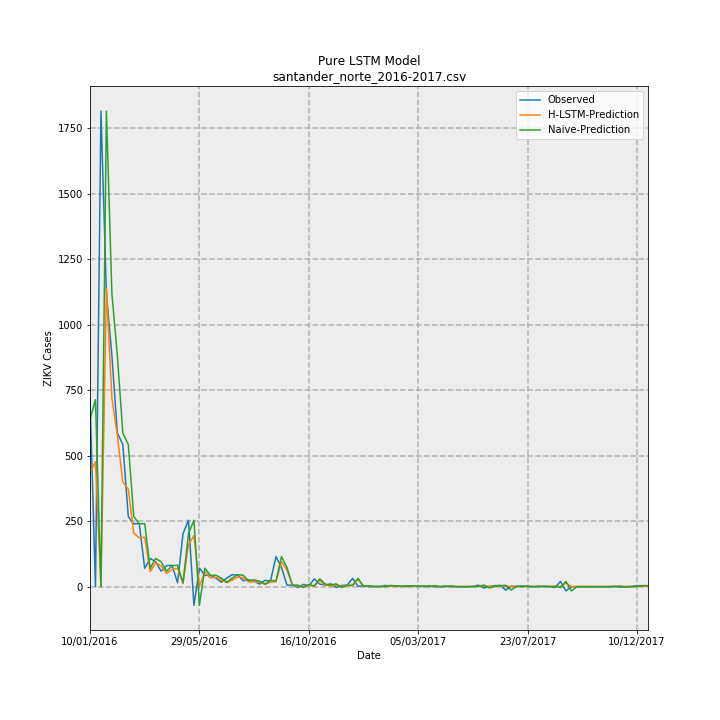 Pure LSTM Model
santander_norte_2016-2017.csv
Observed
H-LSTM-Prediction
Naive-Prediction
1750
1500
1250
1000
750
500
250
0
ZIKV Cases
10/01/2016
29/05/2016
16/10/2016
05/03/2017
23/07/2017
10/12/2017
Date